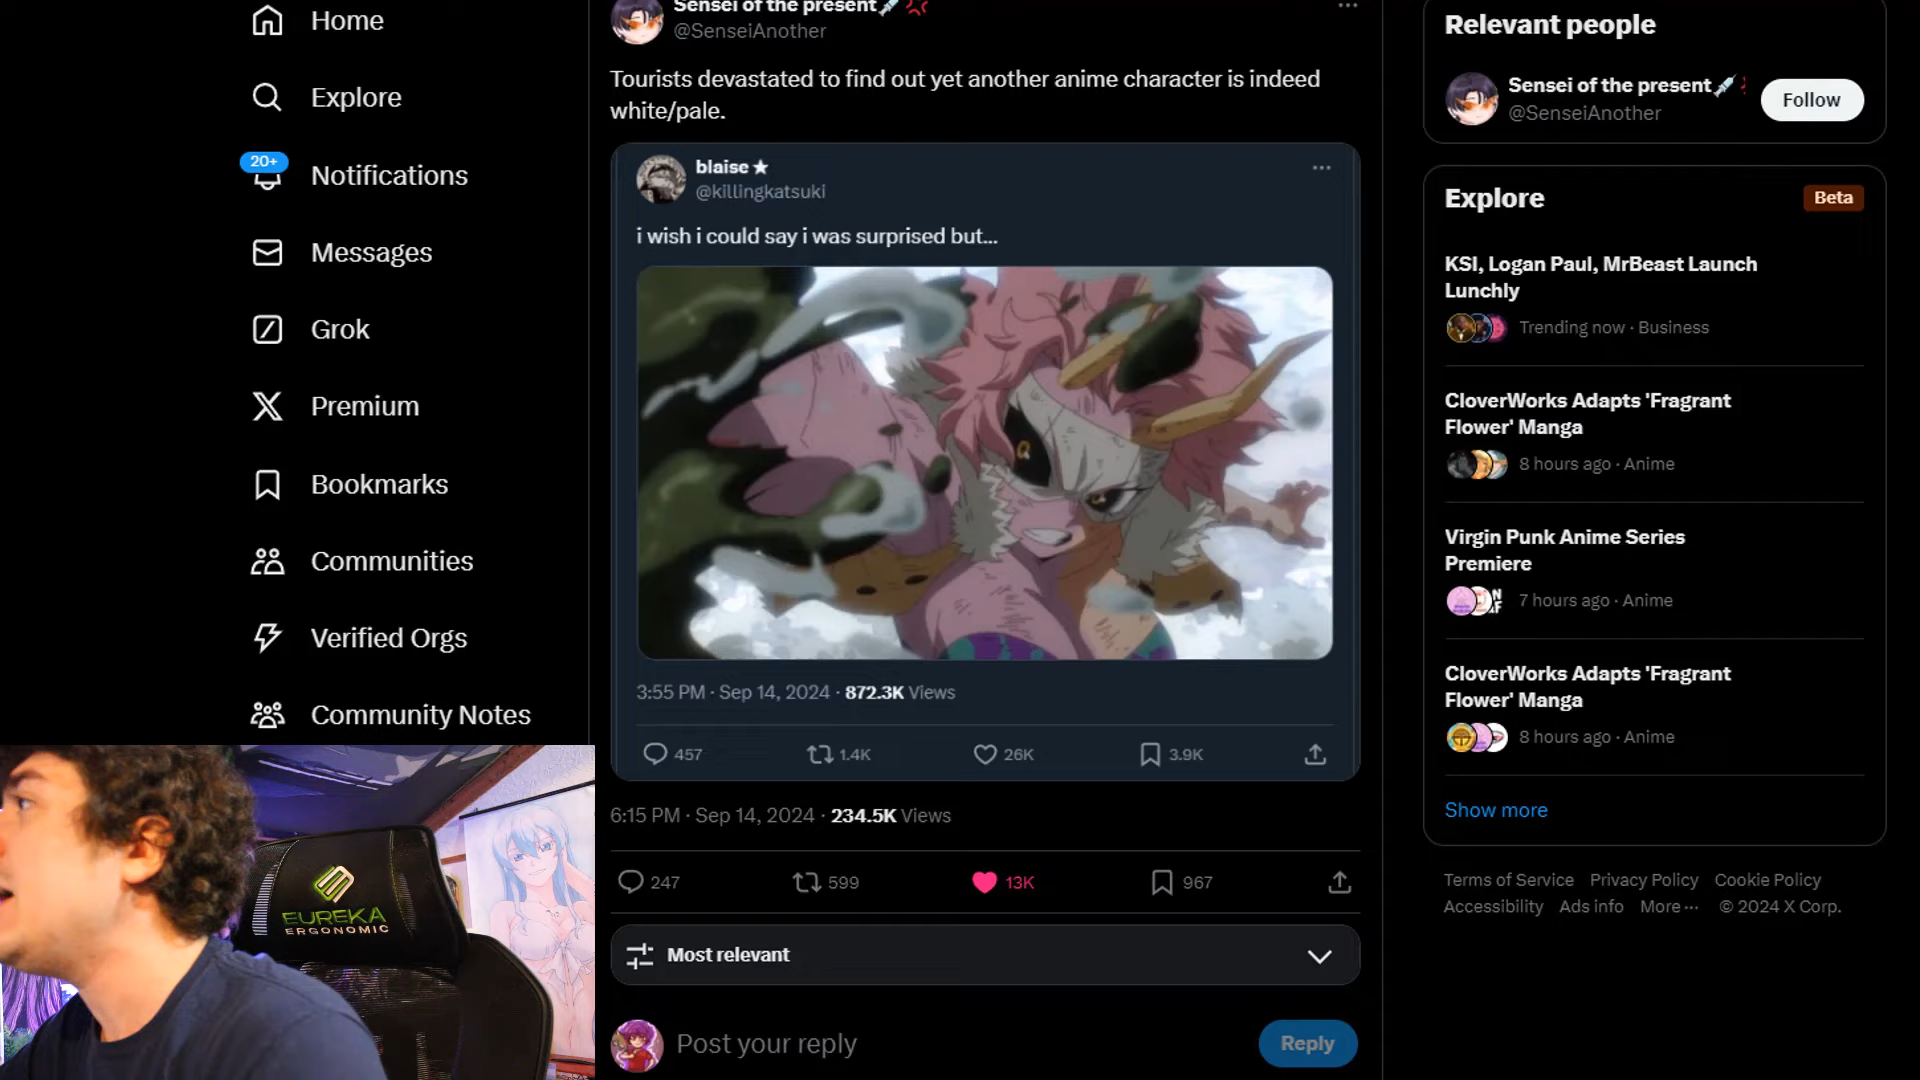 Home
Explore
20+
Notifications
Messages
Grok
Premium
Bookmarks
Communities
Verified Orgs
Community Notes
EUREKA
ERGONOMIC
Sensei of the present
@SenseiAnother
Tourists devastated to find out yet another anime character is indeed
white/pale.
blaise
@killingkatsuki
i wish i could say i was surprised but...
3:55 PM · Sep 14, 2024 · 872.3K Views
457
1.4K
26K
3.9K
6:15 PM · Sep 14, 2024 · 234.5K Views
247
599
13K
967
Most relevant
Post your reply
Reply
Relevant people
Sensei of the present
@SenseiAnother
Follow
Explore
Beta
KSI, Logan Paul, MrBeast Launch
Lunchly
Trending now · Business
CloverWorks Adapts 'Fragrant
Flower' Manga
8 hours ago · Anime
Virgin Punk Anime Series
Premiere
7 hours ago · Anime
CloverWorks Adapts 'Fragrant
Flower' Manga
8 hours ago · Anime
Show more
Terms of Service Privacy Policy Cookie Policy
Accessibility Ads info More ··· © 2024 X Corp.